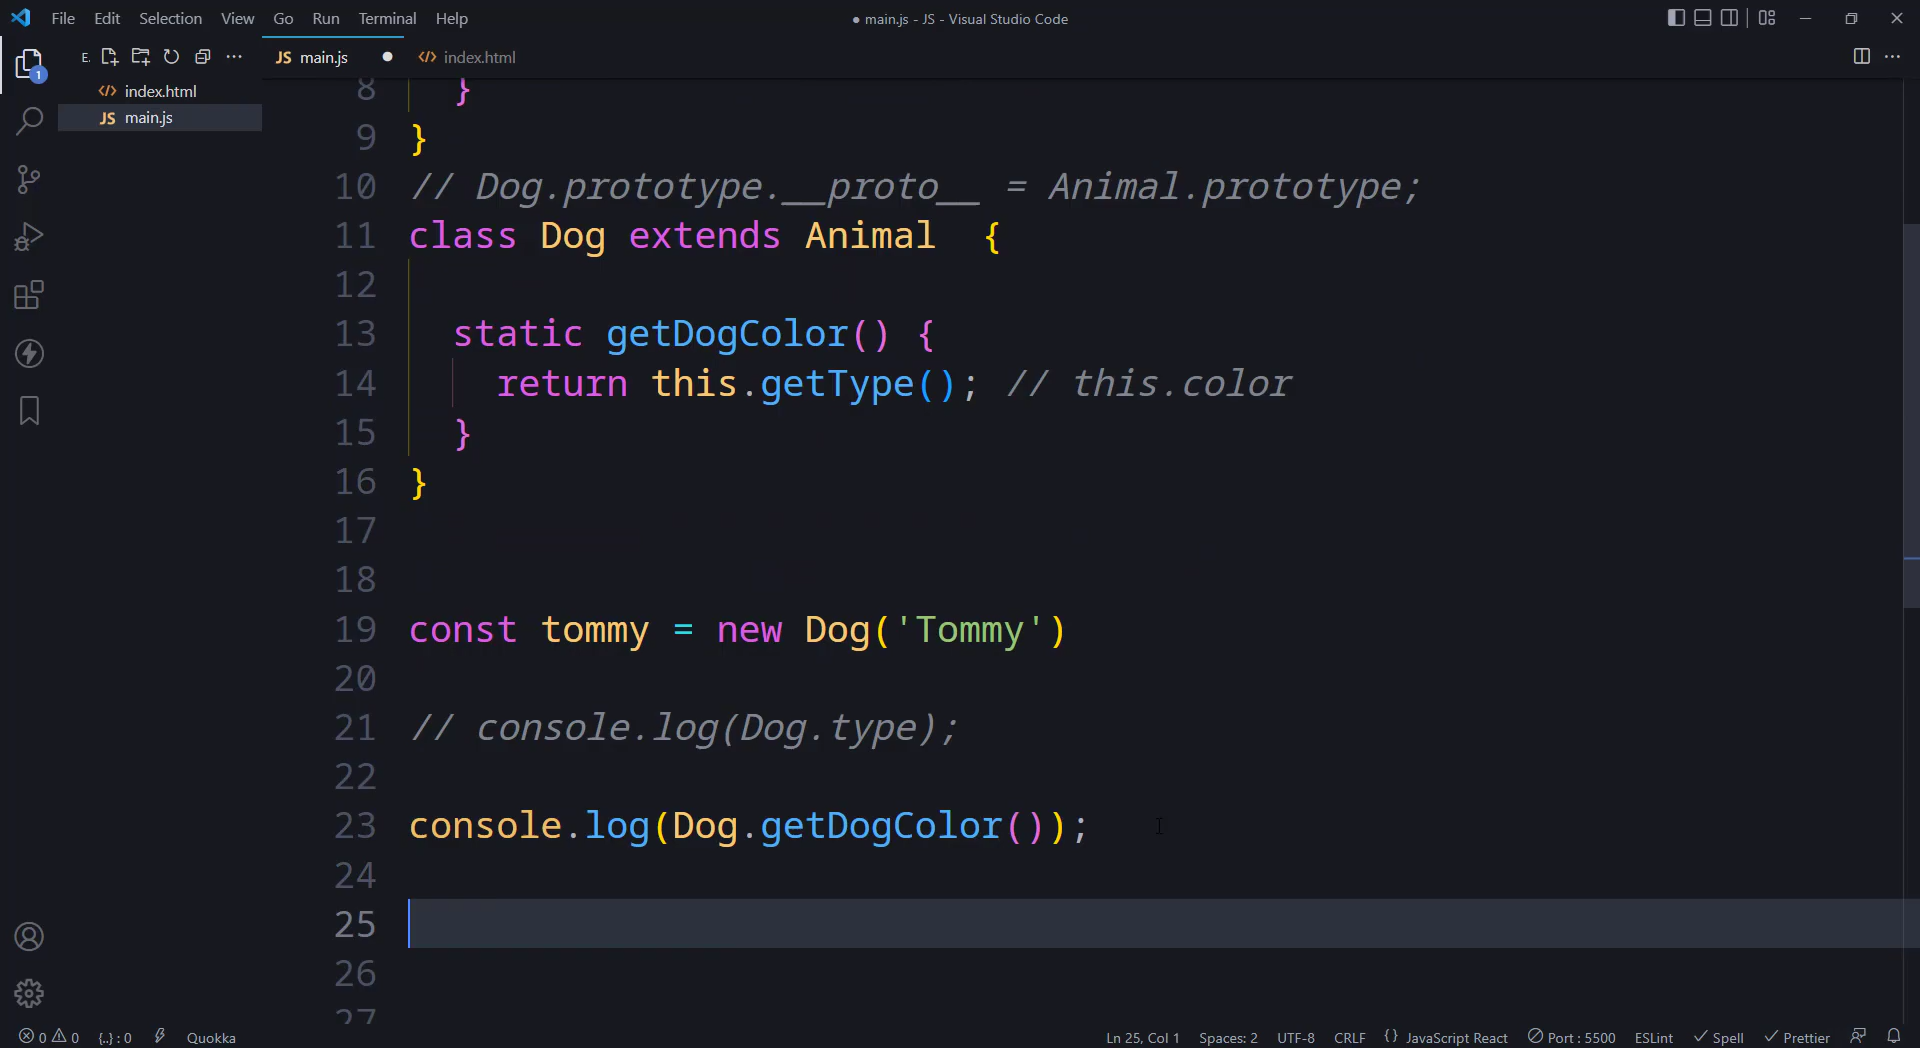 File Edit Selection View Go Run Terminal Help
● main.js - JS - Visual Studio Code
E.
JS main.js ●
</> index.html
1
</> index.html
JS main.js
8 }
9 }
10 // Dog.prototype.__proto__ = Animal.prototype;
11 class Dog extends Animal  {
12
13 static getDogColor() {
14 return this.getType(); // this.color
15 }
16 }
17
18
19 const tommy = new Dog('Tommy')
20
21 // console.log(Dog.type);
22
23 console.log(Dog.getDogColor());
24
25
26
27
0 0 {..} : 0 Quokka
Ln 25, Col 1 Spaces: 2 UTF-8 CRLF {} JavaScript React Port : 5500 ESLint ✓ Spell ✓ Prettier